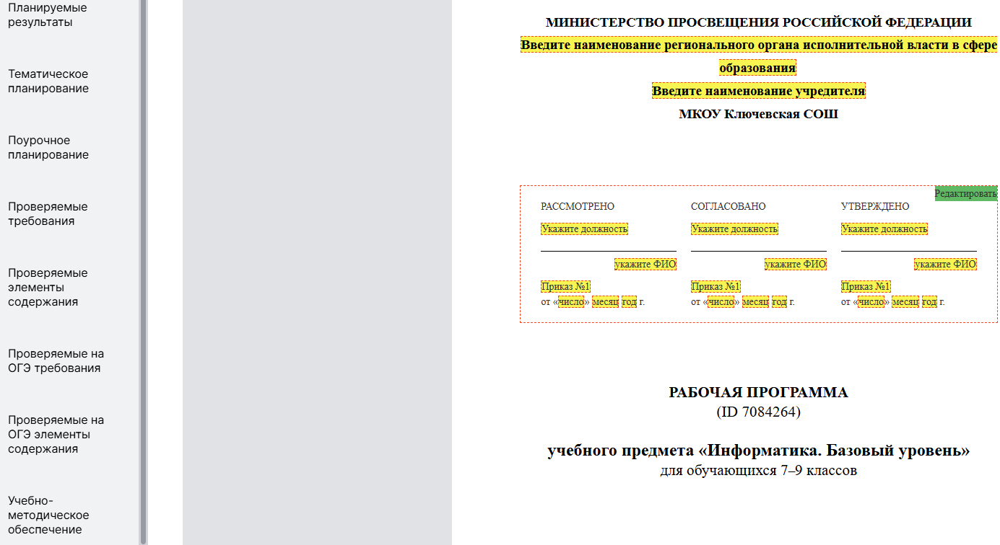 Планируемые
результаты
Тематическое
планирование
Поурочное
планирование
Проверяемые
требования
Проверяемые
элементы
содержания
Проверяемые на
ОГЭ требования
Проверяемые на
ОГЭ элементы
содержания
Учебно-
методическое
обеспечение
МИНИСТЕРСТВО ПРОСВЕЩЕНИЯ РОССИЙСКОЙ ФЕДЕРАЦИИ
Введите наименование регионального органа исполнительной власти в сфере
образования
Введите наименование учредителя
МКОУ Ключевская СОШ
Редактировать
РАССМОТРЕНО СОГЛАСОВАНО УТВЕРЖДЕНО
Укажите должность Укажите должность Укажите должность
укажите ФИО укажите ФИО укажите ФИО
Приказ №1 Приказ №1 Приказ №1
от «число» месяц год г. от «число» месяц год г. от «число» месяц год г.
РАБОЧАЯ ПРОГРАММА
(ID 7084264)
учебного предмета «Информатика. Базовый уровень»
для обучающихся 7–9 классов